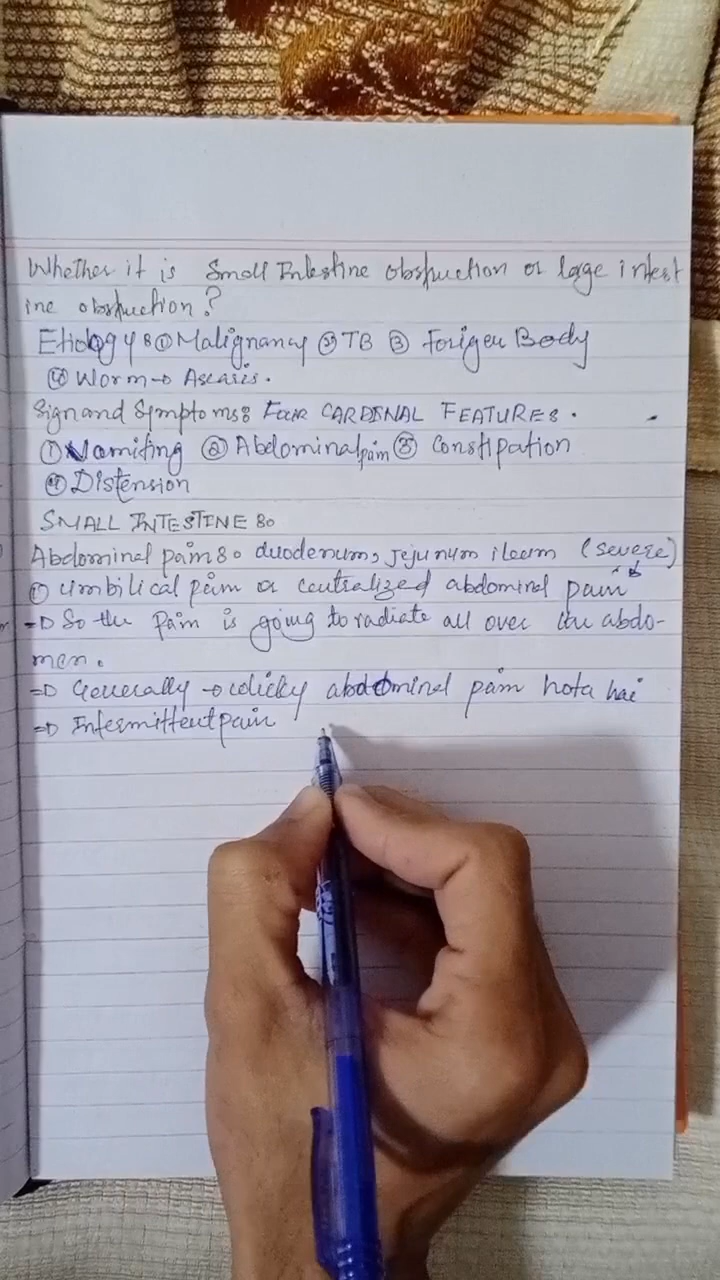 Whether it is Small Intestine obstruction or large intest
ine obstruction?
Etiology: ① Malignancy ② TB ③ Forigen Body
④ Worm → Ascaris.
Sign and Symptoms: FOUR CARDINAL FEATURES.
① Vomiting ② Abdominal pain ③ Constipation
④ Distension
SMALL INTESTINE :
Abdominal pain: duodenum, jejunum ileum (severe)
① Umbilical pain or centralized abdominal pain
⇒ So the Pain is going to radiate all over the abdo-
men.
⇒ Generally → colicky abdominal pain hota hai
⇒ Intermittent pain